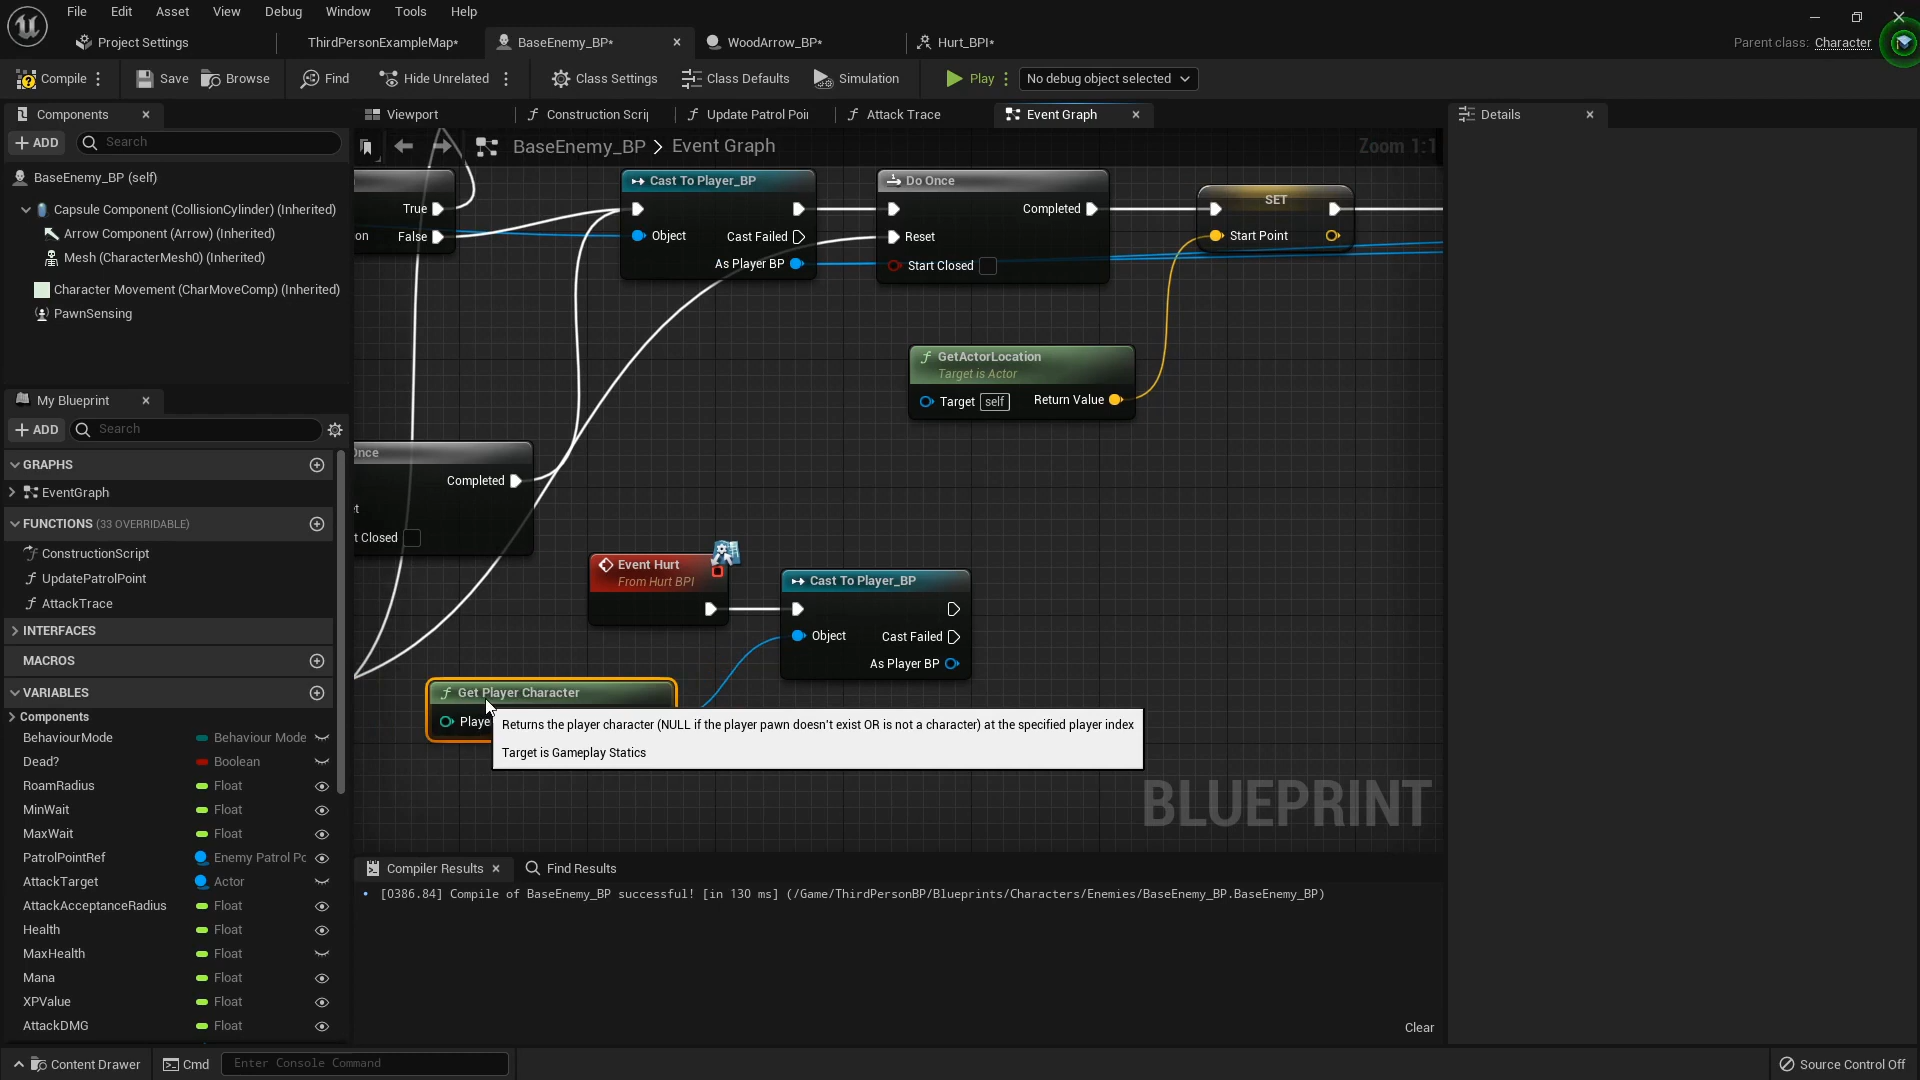 File Edit Asset View Debug Window Tools Help
Project Settings ThirdPersonExampleMap* BaseEnemy_BP* WoodArrow_BP* Hurt_BPI* Parent class: Character
Compile Save Browse Find Hide Unrelated Class Settings Class Defaults Simulation Play No debug object selected
Components
ADD Search
BaseEnemy_BP (self)
Capsule Component (CollisionCylinder) (Inherited)
Arrow Component (Arrow) (Inherited)
Mesh (CharacterMesh0) (Inherited)
Character Movement (CharMoveComp) (Inherited)
PawnSensing
My Blueprint
ADD Search
GRAPHS
EventGraph
FUNCTIONS (33 OVERRIDABLE)
ConstructionScript
UpdatePatrolPoint
AttackTrace
INTERFACES
MACROS
VARIABLES
Components
BehaviourMode Behaviour Mode
Dead? Boolean
RoamRadius Float
MinWait Float
MaxWait Float
PatrolPointRef Enemy Patrol Po
AttackTarget Actor
AttackAcceptanceRadius Float
Health Float
MaxHealth Float
Mana Float
XPValue Float
AttackDMG Float
Viewport Construction Scrij Update Patrol Poii Attack Trace Event Graph
BaseEnemy_BP > Event Graph Zoom 1:1
True
on False
Cast To Player_BP
Object Cast Failed
As Player BP
Do Once
Completed
Reset
Start Closed
SET
Start Point
GetActorLocation
Target is Actor
Target self Return Value
Once
Completed
et
t Closed
Event Hurt
From Hurt BPI
Cast To Player_BP
Object Cast Failed
As Player BP
Get Player Character
Playe
Returns the player character (NULL if the player pawn doesn't exist OR is not a character) at the specified player index
Target is Gameplay Statics
BLUEPRINT
Compiler Results Find Results
[0386.84] Compile of BaseEnemy_BP successful! [in 130 ms] (/Game/ThirdPersonBP/Blueprints/Characters/Enemies/BaseEnemy_BP.BaseEnemy_BP)
Clear
Details
Content Drawer Cmd Enter Console Command Source Control Off